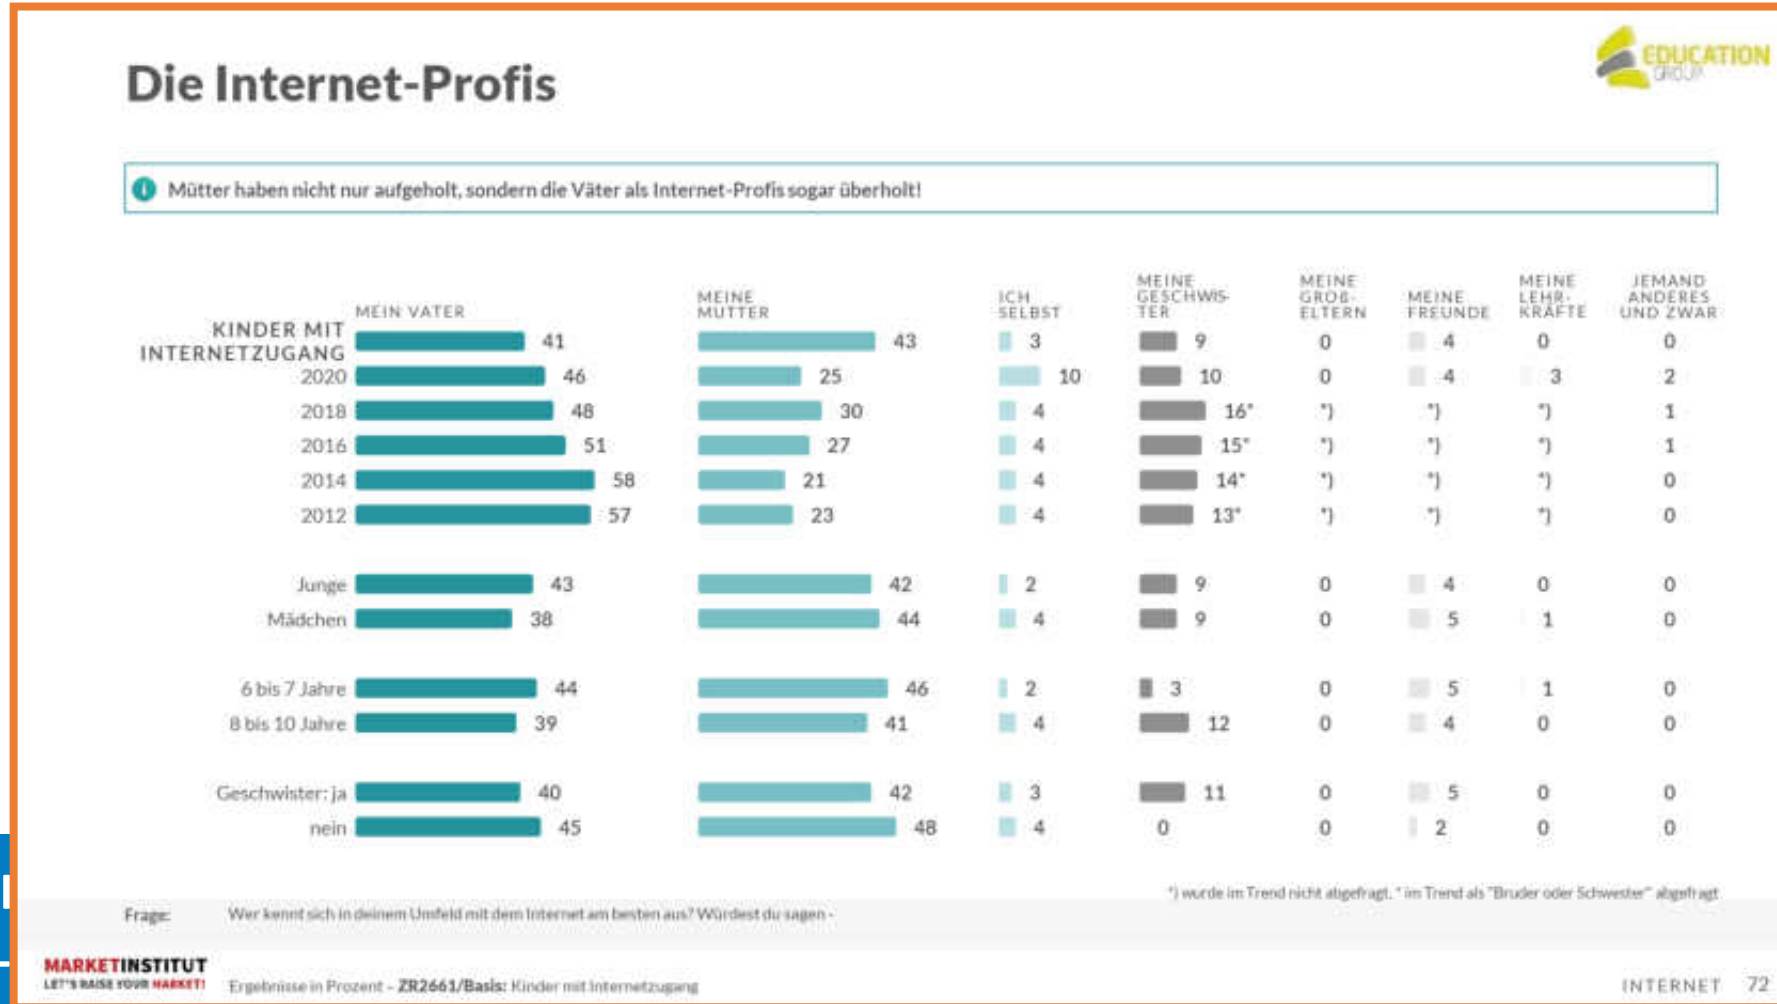 EDUCATION
GROUP
Die Internet-Profis
Mütter haben nicht nur aufgeholt, sondern die Väter als Internet-Profis sogar überholt!
MEIN VATER
MEINE
MUTTER
ICH
SELBST
MEINE
GESCHWIS-
TER
MEINE
GROß-
ELTERN
MEINE
FREUNDE
MEINE
LEHR-
KRÄFTE
JEMAND
ANDERES
UND ZWAR
KINDER MIT
INTERNETZUGANG 41 43 3 9 0 4 0 0
2020 46 25 10 10 0 4 3 2
2018 48 30 4 16* *) *) *) 1
2016 51 27 4 15* *) *) *) 1
2014 58 21 4 14* *) *) *) 0
2012 57 23 4 13* *) *) *) 0
Junge 43 42 2 9 0 4 0 0
Mädchen 38 44 4 9 0 5 1 0
6 bis 7 Jahre 44 46 2 3 0 5 1 0
8 bis 10 Jahre 39 41 4 12 0 4 0 0
Geschwister: ja 40 42 3 11 0 5 0 0
nein 45 48 4 0 0 2 0 0
*) wurde im Trend nicht abgefragt, * im Trend als "Bruder oder Schwester" abgefragt
Frage: Wer kennt sich in deinem Umfeld mit dem Internet am besten aus? Würdest du sagen -
MARKETINSTITUT
LET'S RAISE YOUR MARKET!
Ergebnisse in Prozent - ZR2661/Basis: Kinder mit Internetzugang
INTERNET 72